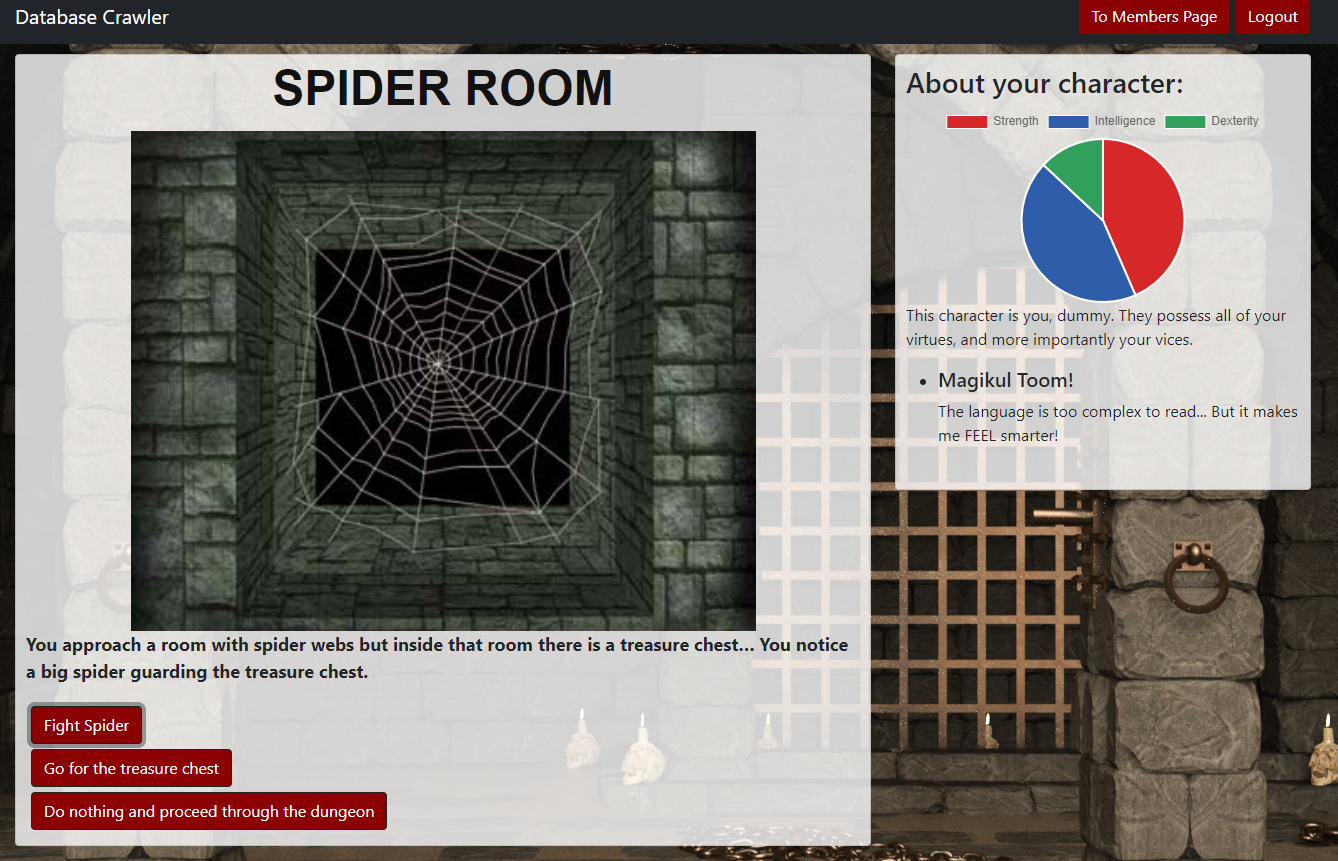 Database Crawler
To Members Page
Logout
SPIDER ROOM
You approach a room with spider webs but inside that room there is a treasure chest... You notice
a big spider guarding the treasure chest.
Fight Spider
Go for the treasure chest
Do nothing and proceed through the dungeon
About your character:
Strength Intelligence Dexterity
This character is you, dummy. They possess all of your
virtues, and more importantly your vices.
Magikul Toom!
The language is too complex to read... But it makes
me FEEL smarter!